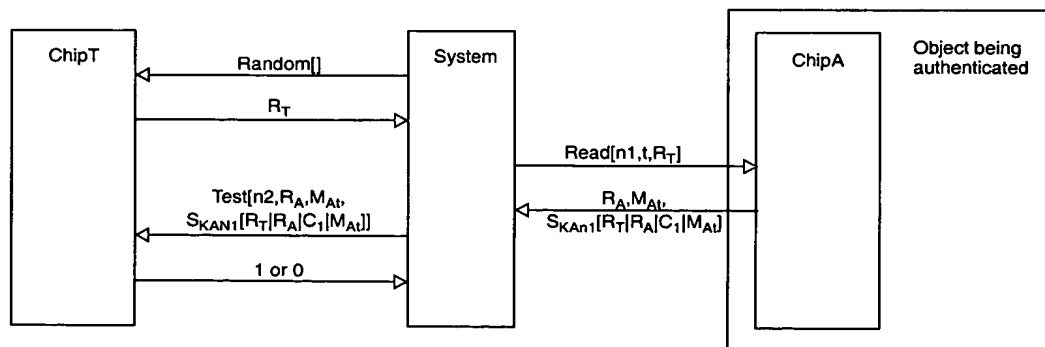 ChipT
System
ChipA
Object being
authenticated
Random[]
R_T
Read[n1,t,R_T]
Test[n2,R_A,M_At,
S_KAN1[R_T|R_A|C_1|M_At]]
R_A,M_At,
S_KAn1[R_T|R_A|C_1|M_At]
1 or 0